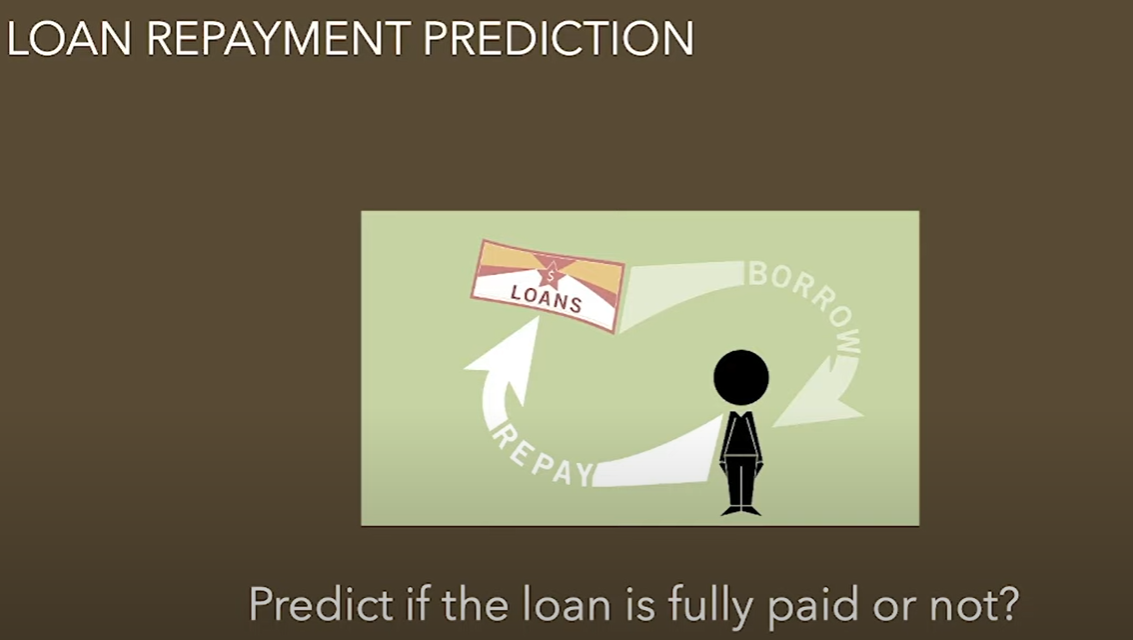 LOAN REPAYMENT PREDICTION
$
LOANS
BORROW
REPAY
Predict if the loan is fully paid or not?